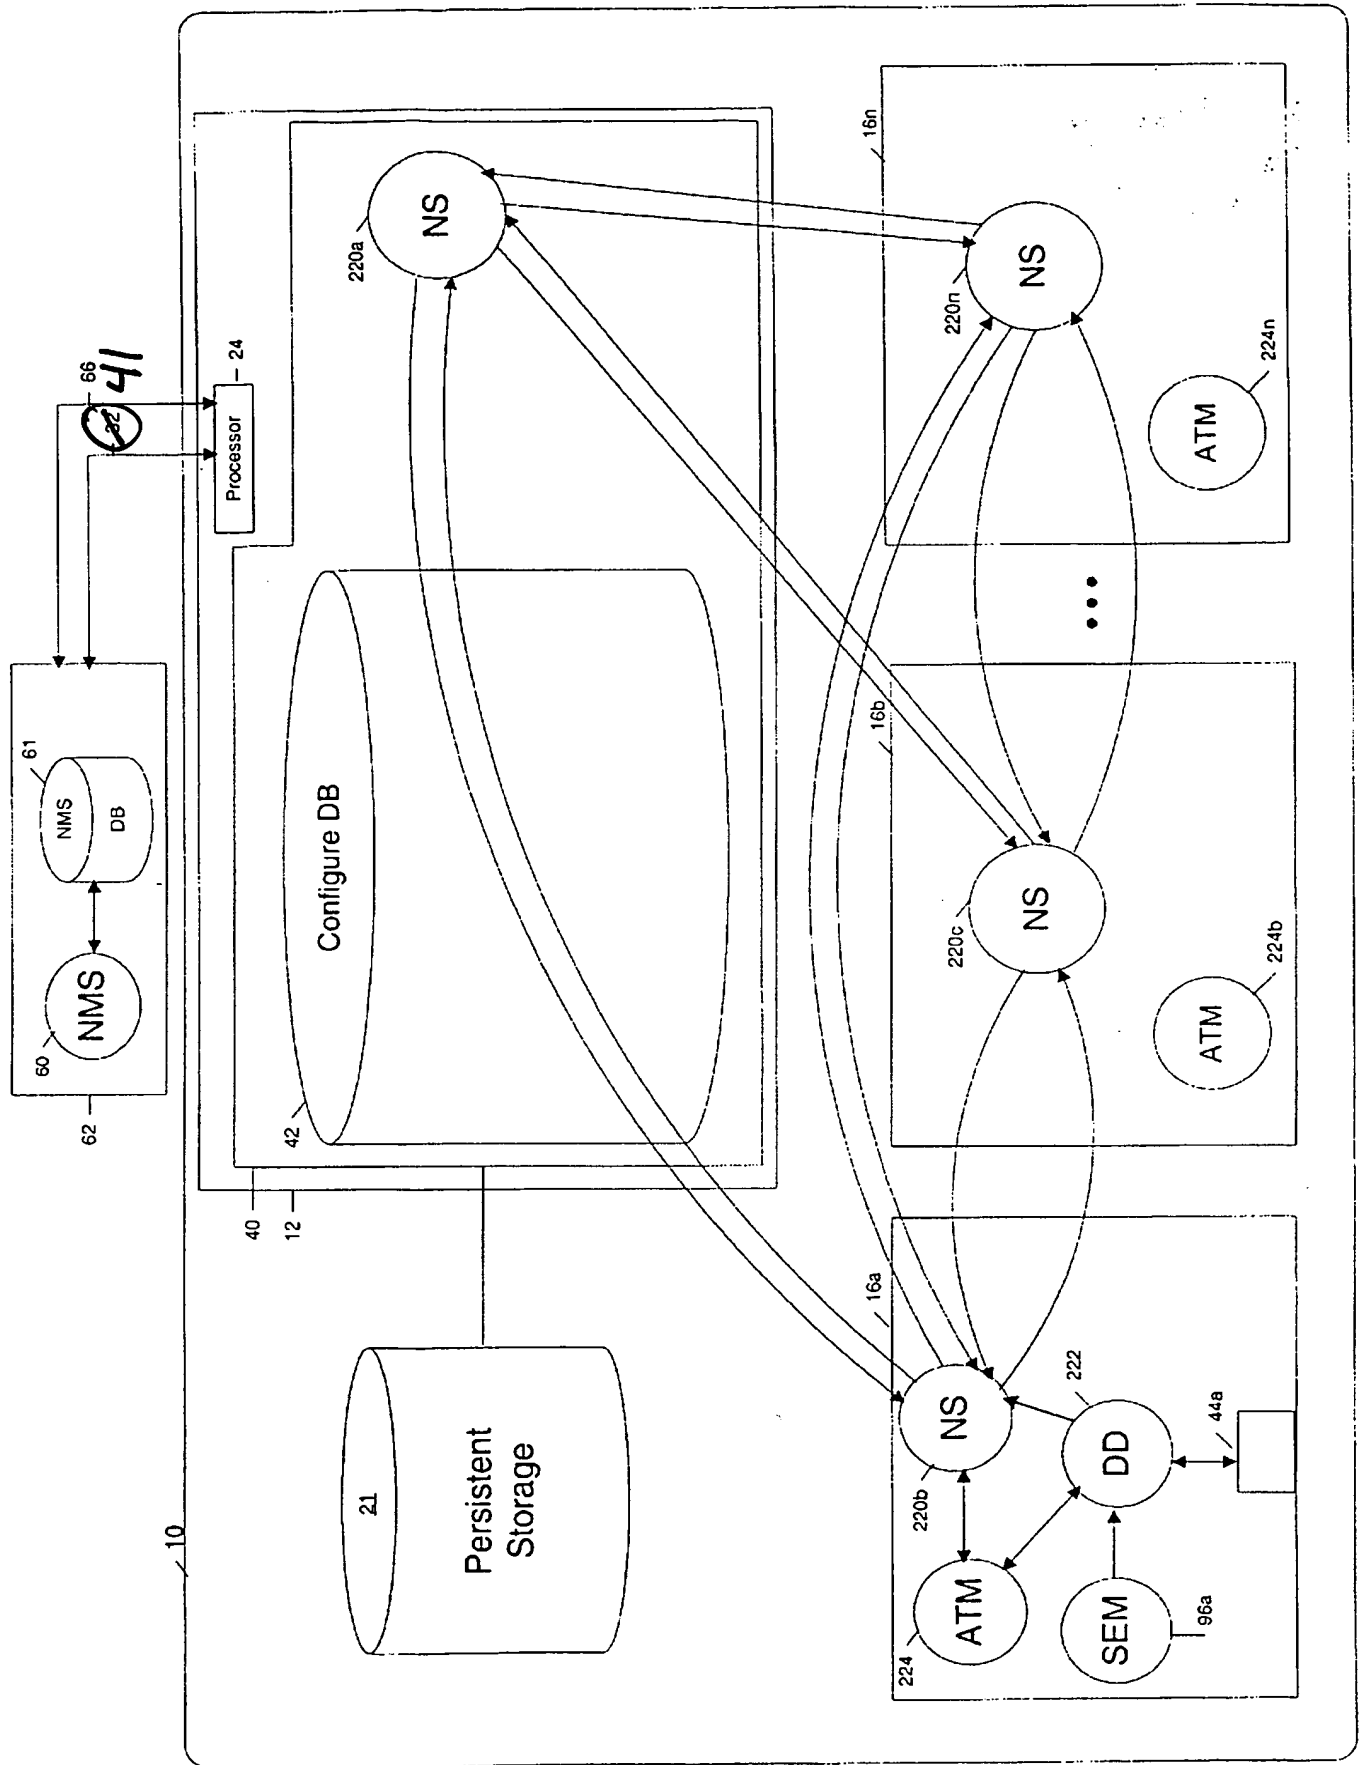 62
60
NMS
61
NMS
DB
66
41
10
21
Persistent
Storage
40
12
42
Configure DB
Processor
24
220a
NS
16a
220b
NS
224
ATM
222
DD
SEM
96a
44a
16b
220c
NS
ATM
224b
16n
220n
NS
ATM
224n